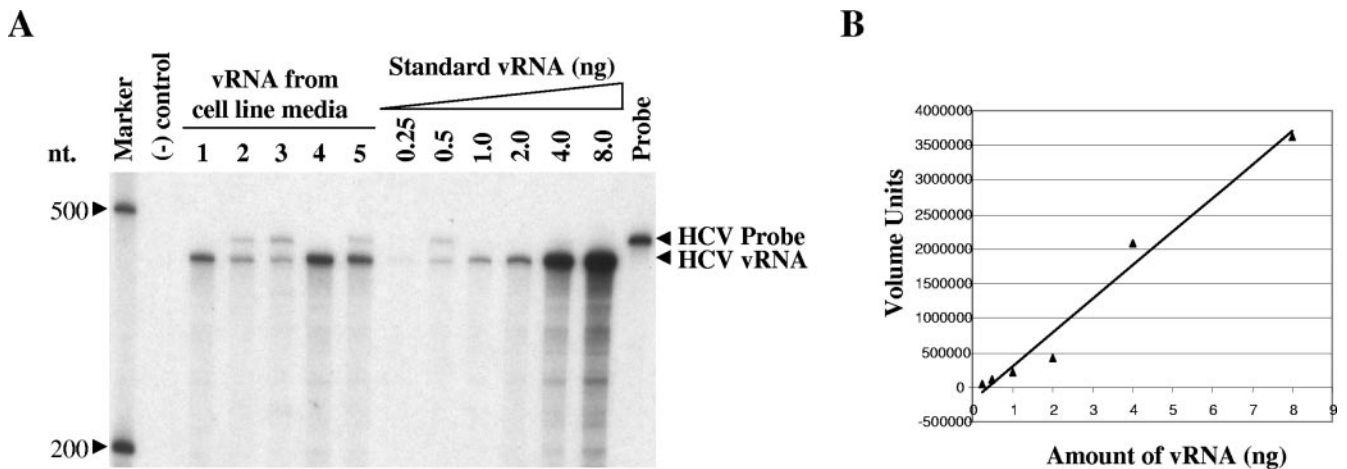 A
B
vRNA from
cell line media
Standard vRNA (ng)
nt.
Marker
(-) control
1 2 3 4 5
0.25 0.5 1.0 2.0 4.0 8.0
Probe
500
HCV Probe
HCV vRNA
200
Volume Units
4000000
3500000
3000000
2500000
2000000
1500000
1000000
500000
0
-500000
0 1 2 3 4 5 6 7 8 9
Amount of vRNA (ng)